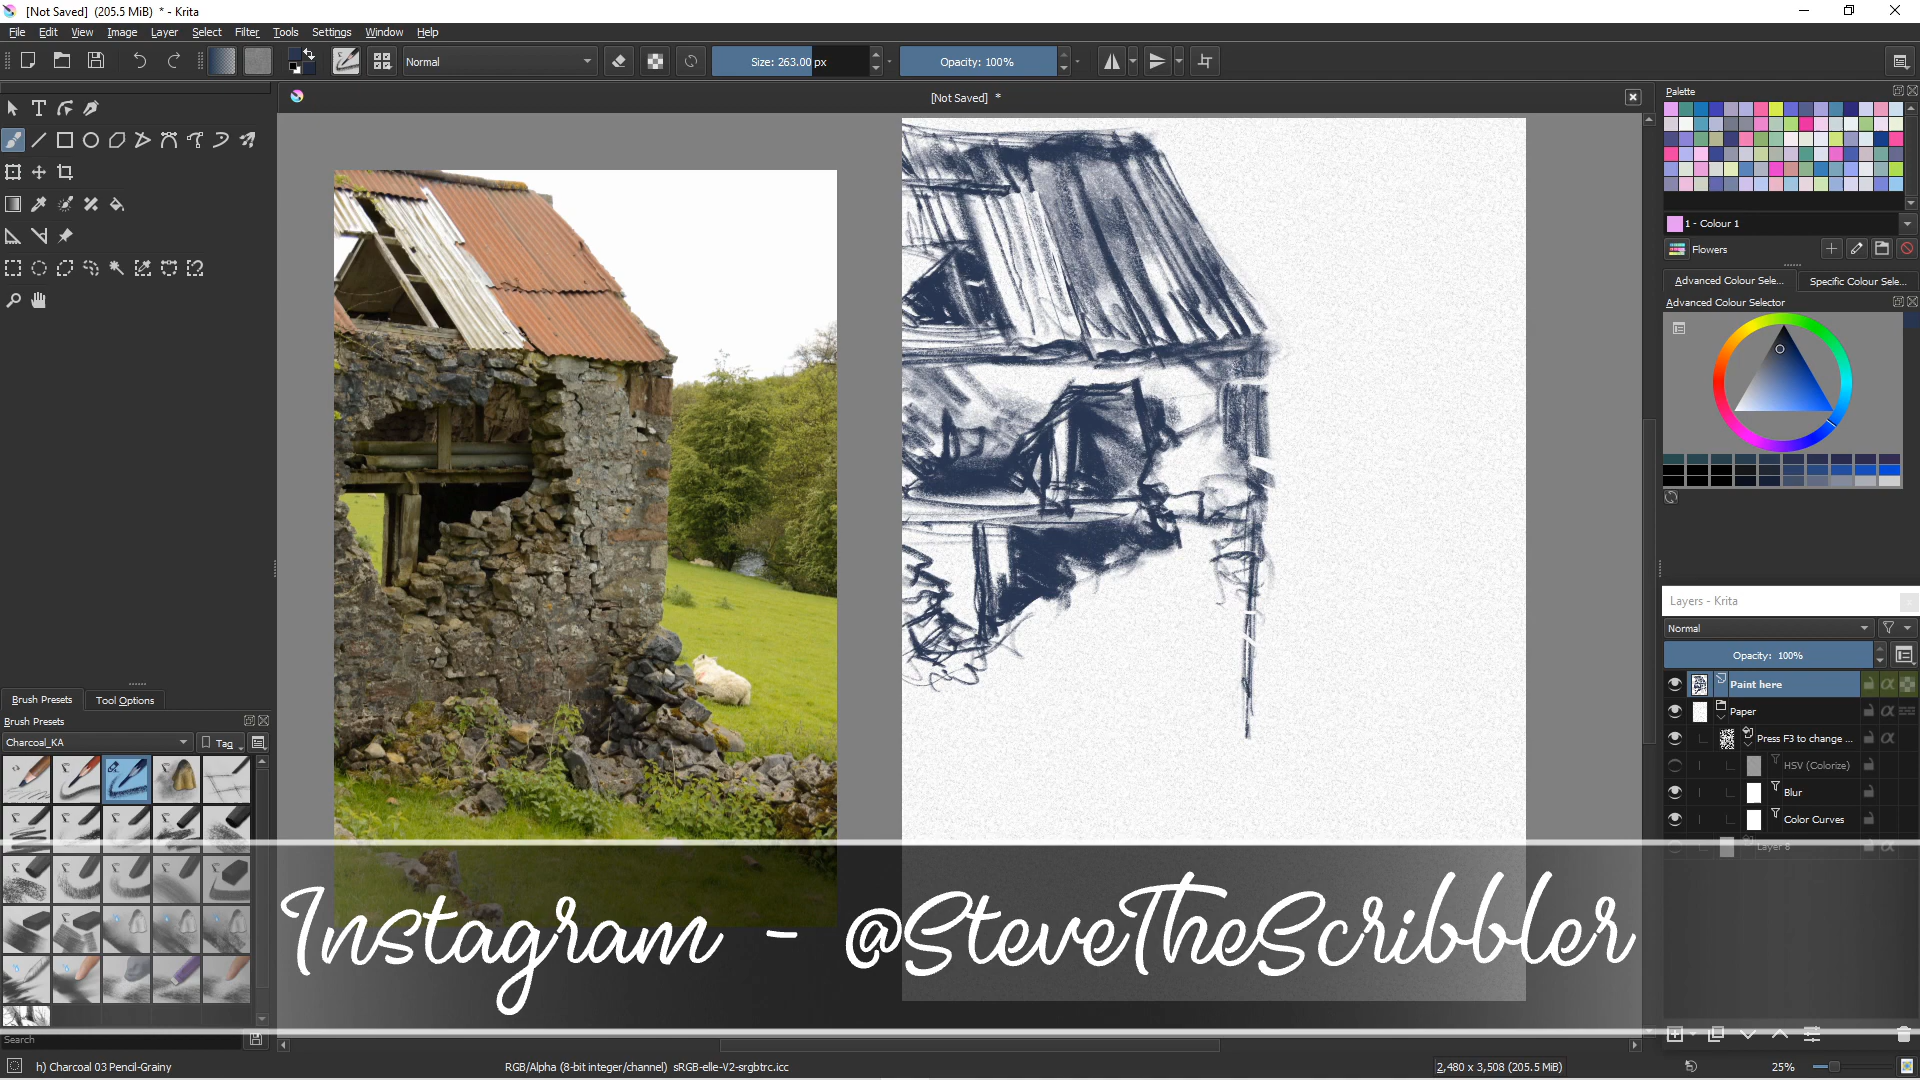 [Not Saved]  (205.5 MiB)  * - Krita
File Edit View Image Layer Select Filter Tools Settings Window Help
Normal
Size: 263.00 px
Opacity: 100%
[Not Saved]  *
Palette
1 - Colour 1
Flowers
Advanced Colour Sele... Specific Colour Sele...
Advanced Colour Selector
Layers - Krita
Normal
Opacity:  100%
Paint here
Paper
Press F3 to change ...
HSV (Colorize)
Blur
Color Curves
Layer 8
Brush Presets Tool Options
Brush Presets
Charcoal_KA
Tag
Instagram - @SteveTheScribbler
Search
h) Charcoal 03 Pencil-Grainy
RGB/Alpha (8-bit integer/channel)  sRGB-elle-V2-srgbtrc.icc
2,480 x 3,508 (205.5 MiB)
25%